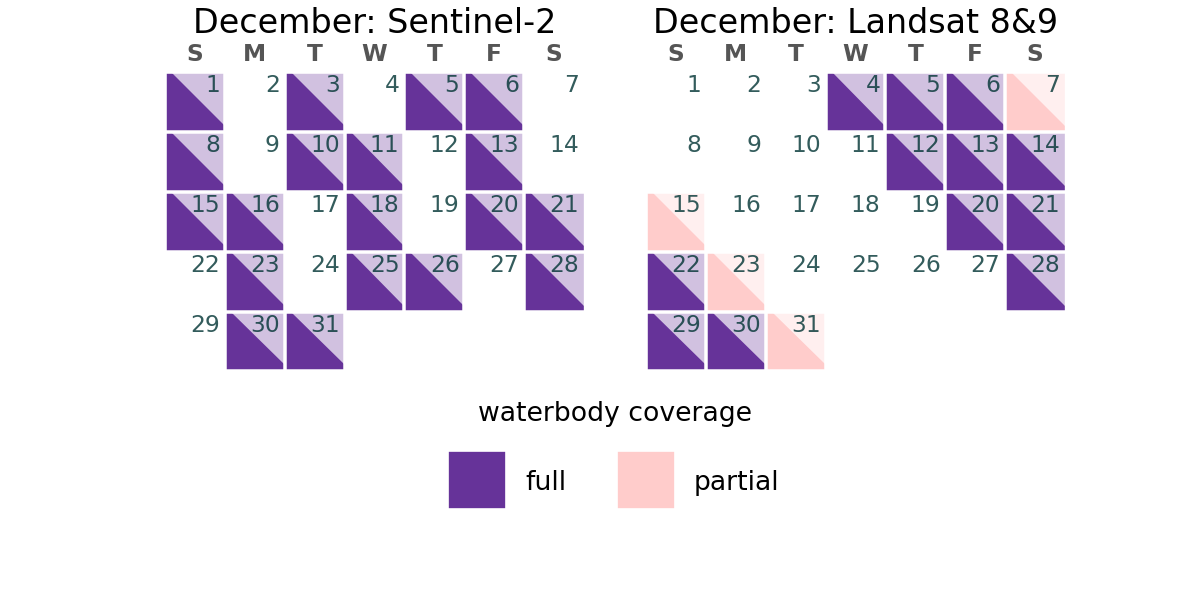 December: Sentinel-2
S M T W T F S
1 2 3 4 5 6 7
8 9 10 11 12 13 14
15 16 17 18 19 20 21
22 23 24 25 26 27 28
29 30 31
December: Landsat 8&9
S M T W T F S
1 2 3 4 5 6 7
8 9 10 11 12 13 14
15 16 17 18 19 20 21
22 23 24 25 26 27 28
29 30 31
waterbody coverage
full partial